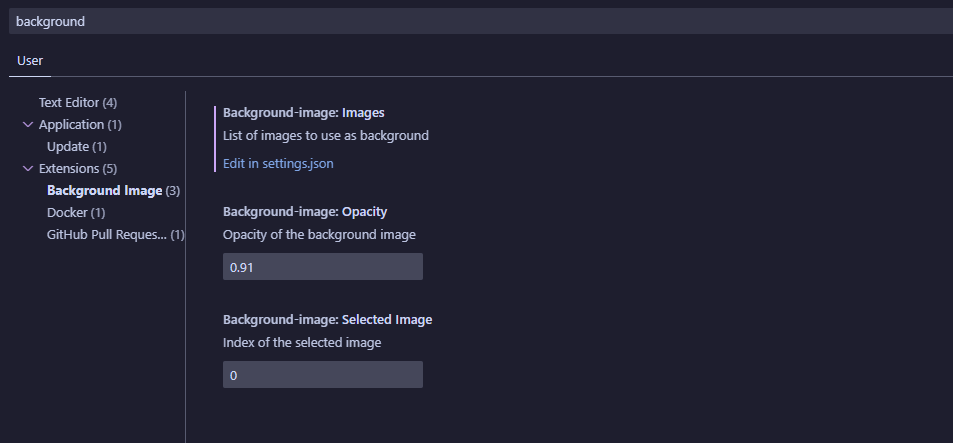 background
User
Text Editor (4)
Application (1)
Update (1)
Extensions (5)
Background Image (3)
Docker (1)
GitHub Pull Reques... (1)
Background-image: Images
List of images to use as background
Edit in settings.json
Background-image: Opacity
Opacity of the background image
0.91
Background-image: Selected Image
Index of the selected image
0